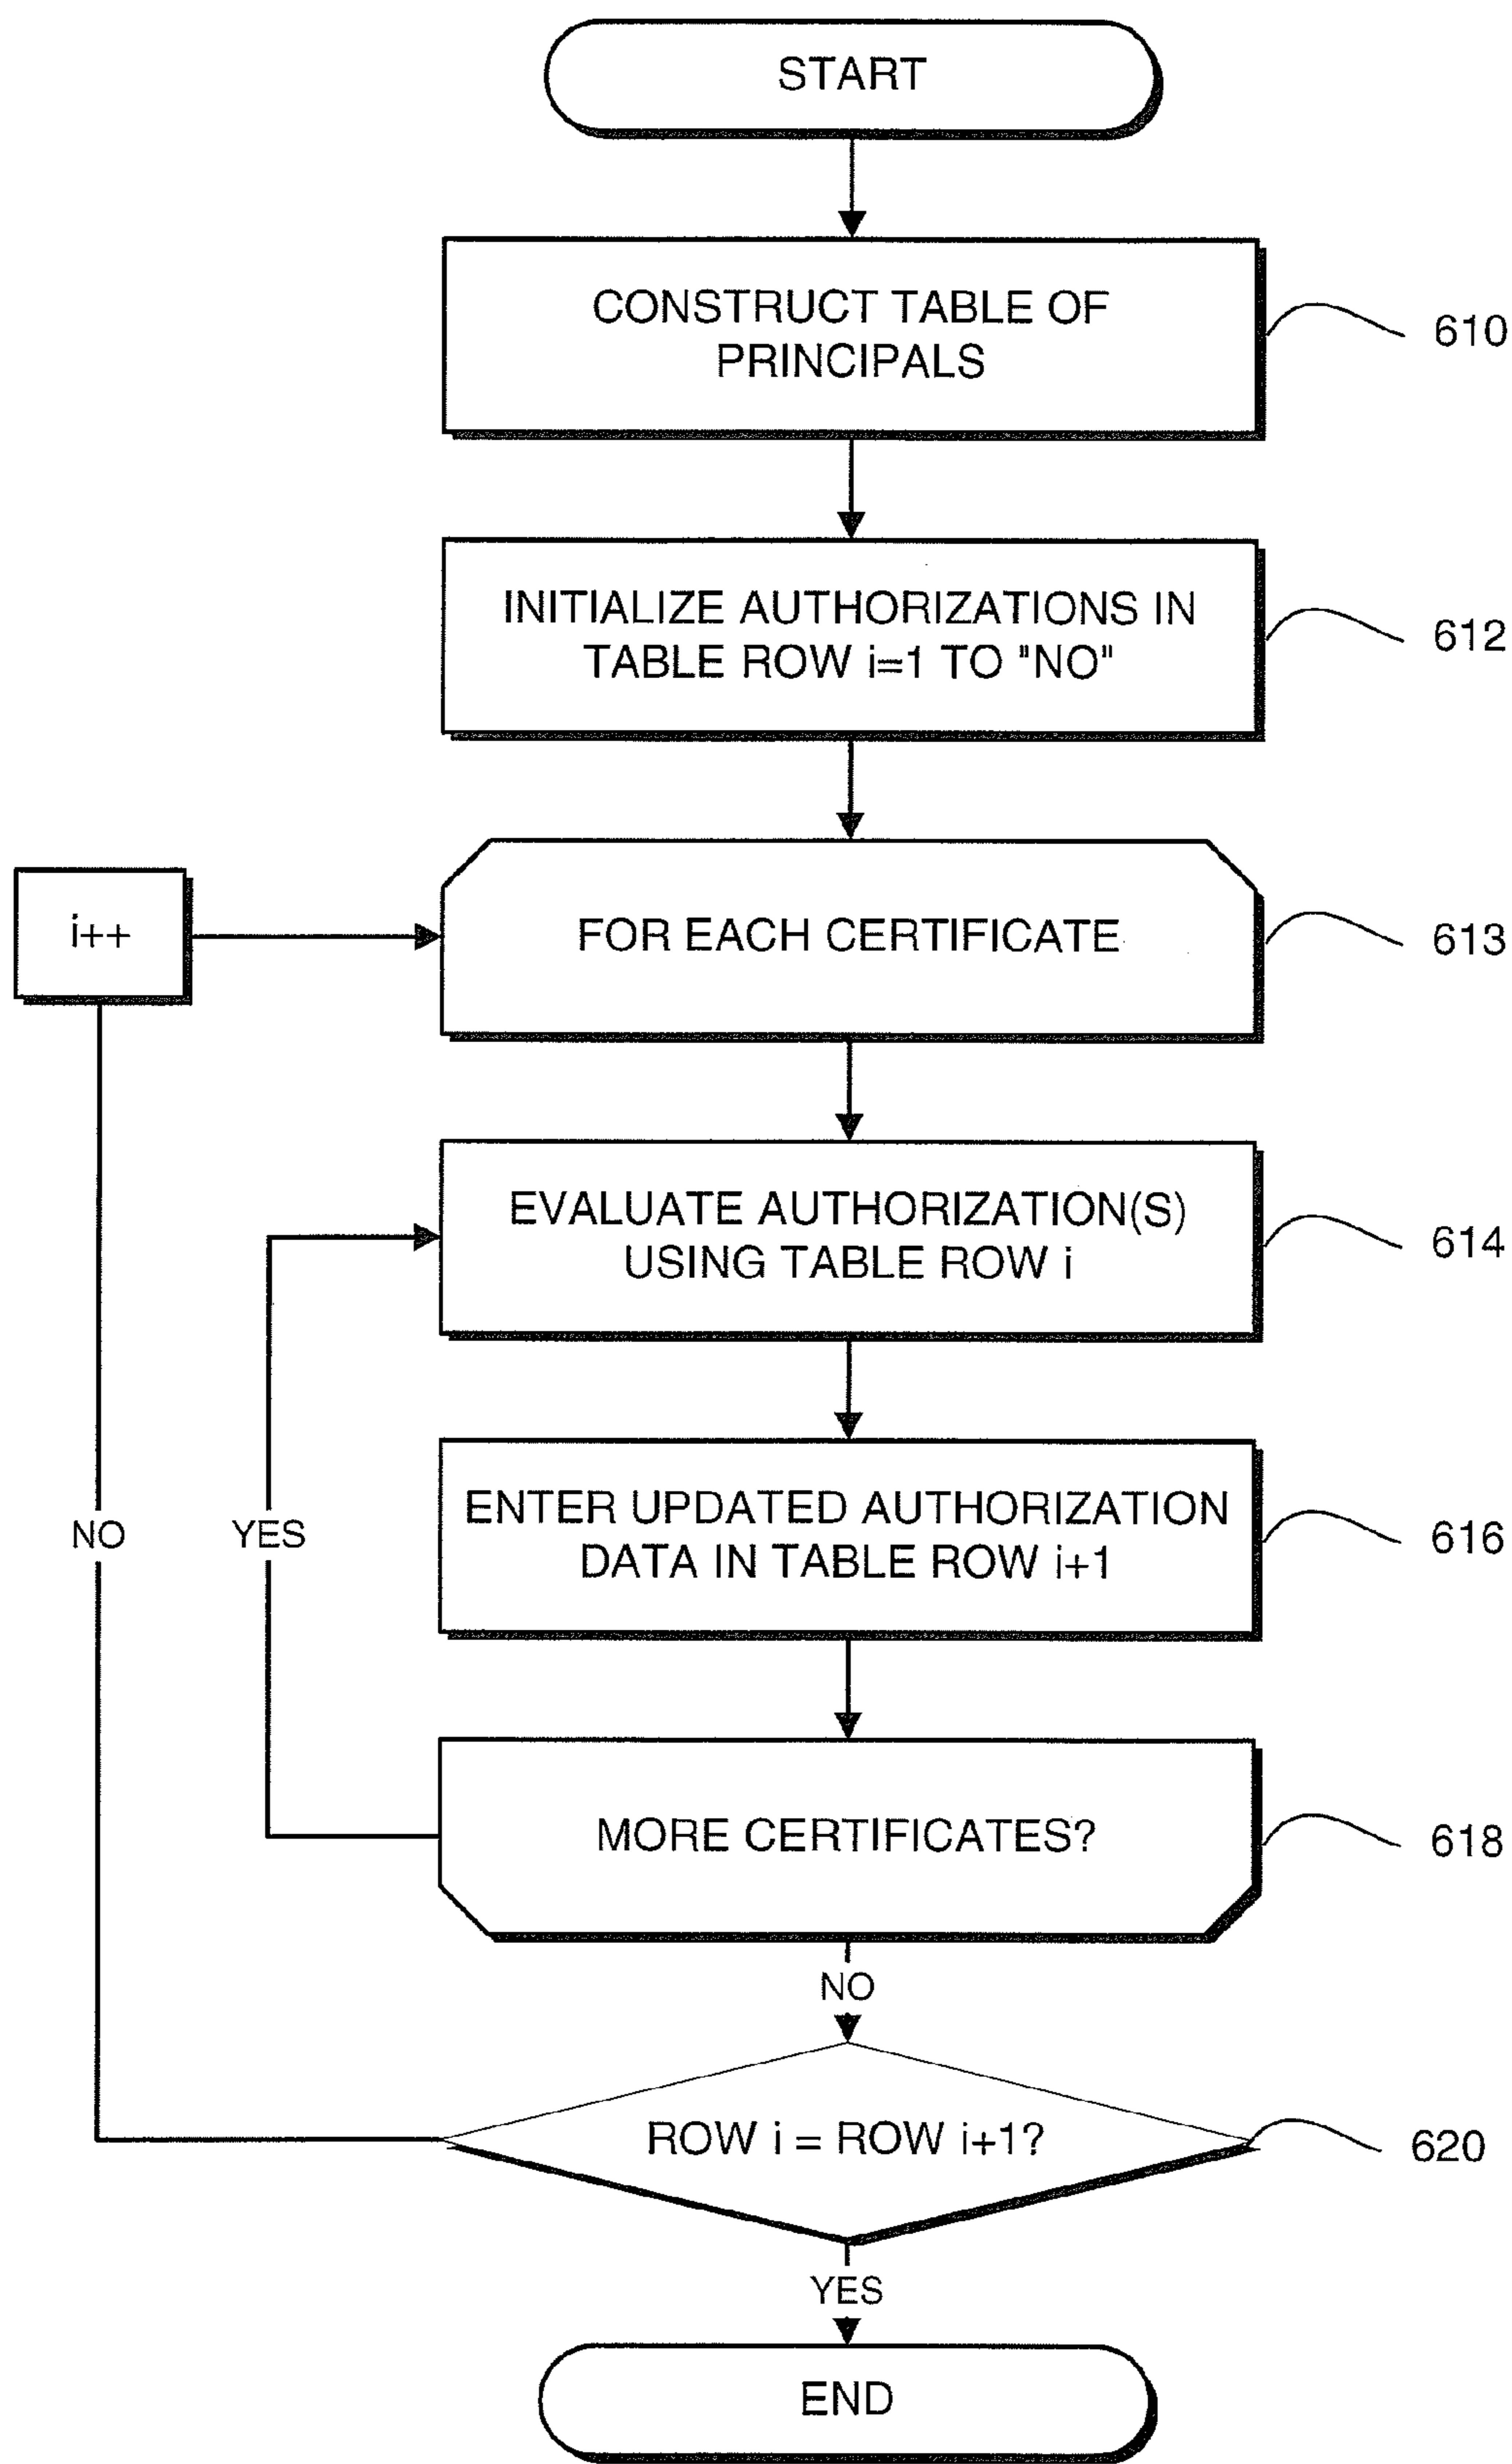 START
CONSTRUCT TABLE OF
PRINCIPALS
610
INITIALIZE AUTHORIZATIONS IN
TABLE ROW i=1 TO "NO"
612
i++
FOR EACH CERTIFICATE
613
EVALUATE AUTHORIZATION(S)
USING TABLE ROW i
614
NO
YES
ENTER UPDATED AUTHORIZATION
DATA IN TABLE ROW i+1
616
MORE CERTIFICATES?
618
NO
ROW i = ROW i+1?
620
YES
END